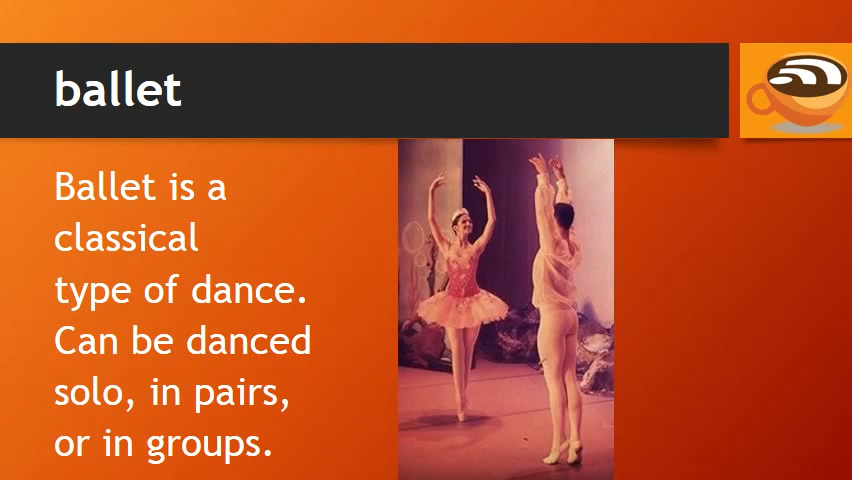 ballet
Ballet is a
classical
type of dance.
Can be danced
solo, in pairs,
or in groups.